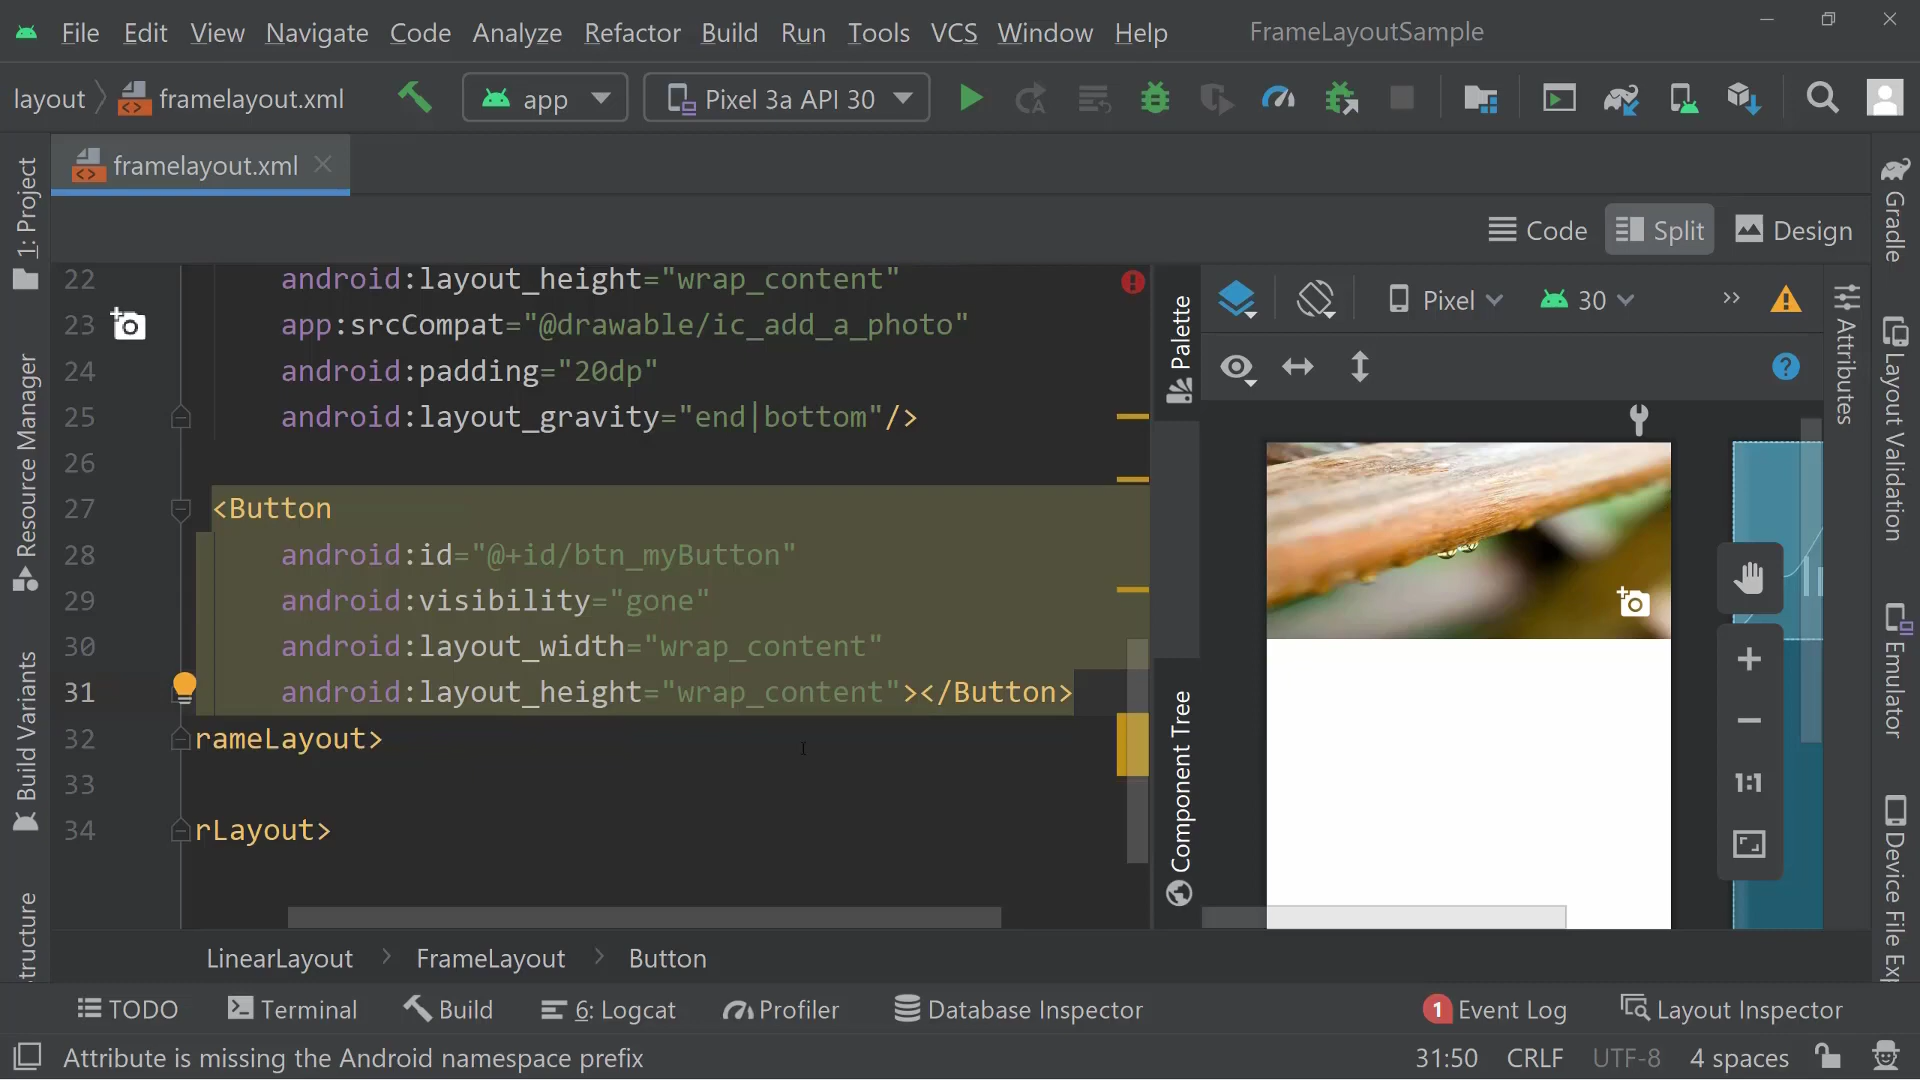 File Edit View Navigate Code Analyze Refactor Build Run Tools VCS Window Help FrameLayoutSample
layout framelayout.xml app Pixel 3a API 30
framelayout.xml
Code Split Design
22 android:layout_height="wrap_content"
23 app:srcCompat="@drawable/ic_add_a_photo"
24 android:padding="20dp"
25 android:layout_gravity="end|bottom"/>
26
27 <Button
28 android:id="@+id/btn_myButton"
29 android:visibility="gone"
30 android:layout_width="wrap_content"
31 android:layout_height="wrap_content"></Button>
32 rameLayout>
33
34 rLayout>
1: Project
Resource Manager
Build Variants
tructure
Palette
Component Tree
Pixel 30
1:1
Attributes
Gradle
Layout Validation
Emulator
Device File Exp
LinearLayout FrameLayout Button
TODO Terminal Build 6: Logcat Profiler Database Inspector 1 Event Log Layout Inspector
Attribute is missing the Android namespace prefix 31:50 CRLF UTF-8 4 spaces